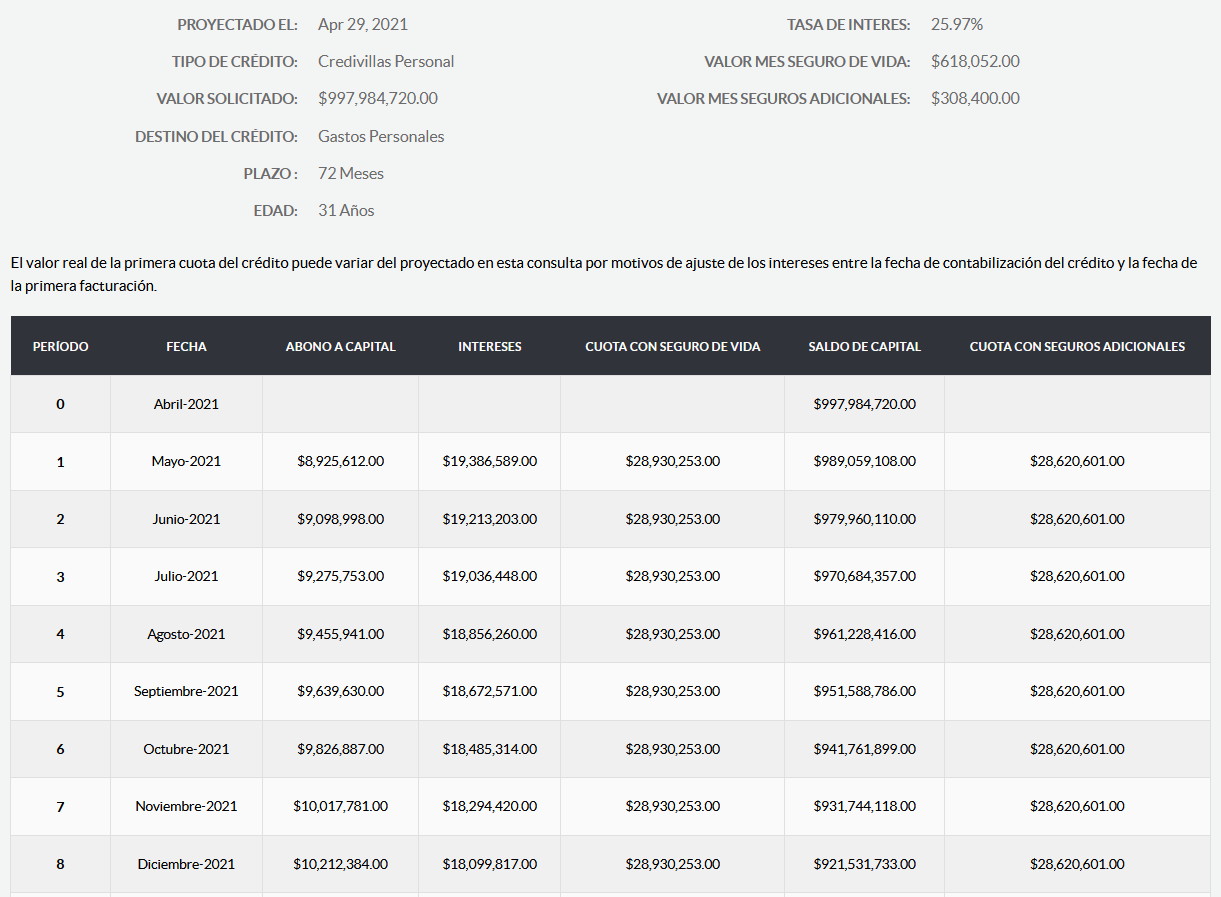 PROYECTADO EL: Apr 29, 2021 TASA DE INTERES: 25.97%
TIPO DE CRÉDITO: Credivillas Personal VALOR MES SEGURO DE VIDA: $618,052.00
VALOR SOLICITADO: $997,984,720.00 VALOR MES SEGUROS ADICIONALES: $308,400.00
DESTINO DEL CRÉDITO: Gastos Personales
PLAZO : 72 Meses
EDAD: 31 Años
El valor real de la primera cuota del crédito puede variar del proyectado en esta consulta por motivos de ajuste de los intereses entre la fecha de contabilización del crédito y la fecha de
la primera facturación.
PERÍODO FECHA ABONO A CAPITAL INTERESES CUOTA CON SEGURO DE VIDA SALDO DE CAPITAL CUOTA CON SEGUROS ADICIONALES
0 Abril-2021 $997,984,720.00
1 Mayo-2021 $8,925,612.00 $19,386,589.00 $28,930,253.00 $989,059,108.00 $28,620,601.00
2 Junio-2021 $9,098,998.00 $19,213,203.00 $28,930,253.00 $979,960,110.00 $28,620,601.00
3 Julio-2021 $9,275,753.00 $19,036,448.00 $28,930,253.00 $970,684,357.00 $28,620,601.00
4 Agosto-2021 $9,455,941.00 $18,856,260.00 $28,930,253.00 $961,228,416.00 $28,620,601.00
5 Septiembre-2021 $9,639,630.00 $18,672,571.00 $28,930,253.00 $951,588,786.00 $28,620,601.00
6 Octubre-2021 $9,826,887.00 $18,485,314.00 $28,930,253.00 $941,761,899.00 $28,620,601.00
7 Noviembre-2021 $10,017,781.00 $18,294,420.00 $28,930,253.00 $931,744,118.00 $28,620,601.00
8 Diciembre-2021 $10,212,384.00 $18,099,817.00 $28,930,253.00 $921,531,733.00 $28,620,601.00